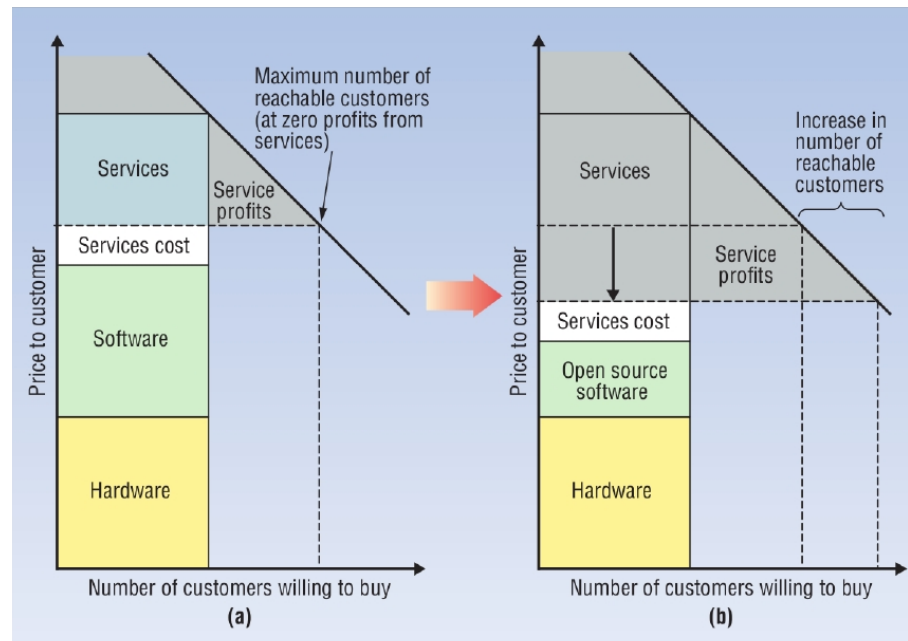 Price to customer
Services
Services cost
Software
Hardware
Service
profits
Maximum number of
reachable customers
(at zero profits from
services)
Number of customers willing to buy
(a)
Price to customer
Services
Services cost
Open source
software
Hardware
Service
profits
Increase in
number of
reachable
customers
Number of customers willing to buy
(b)